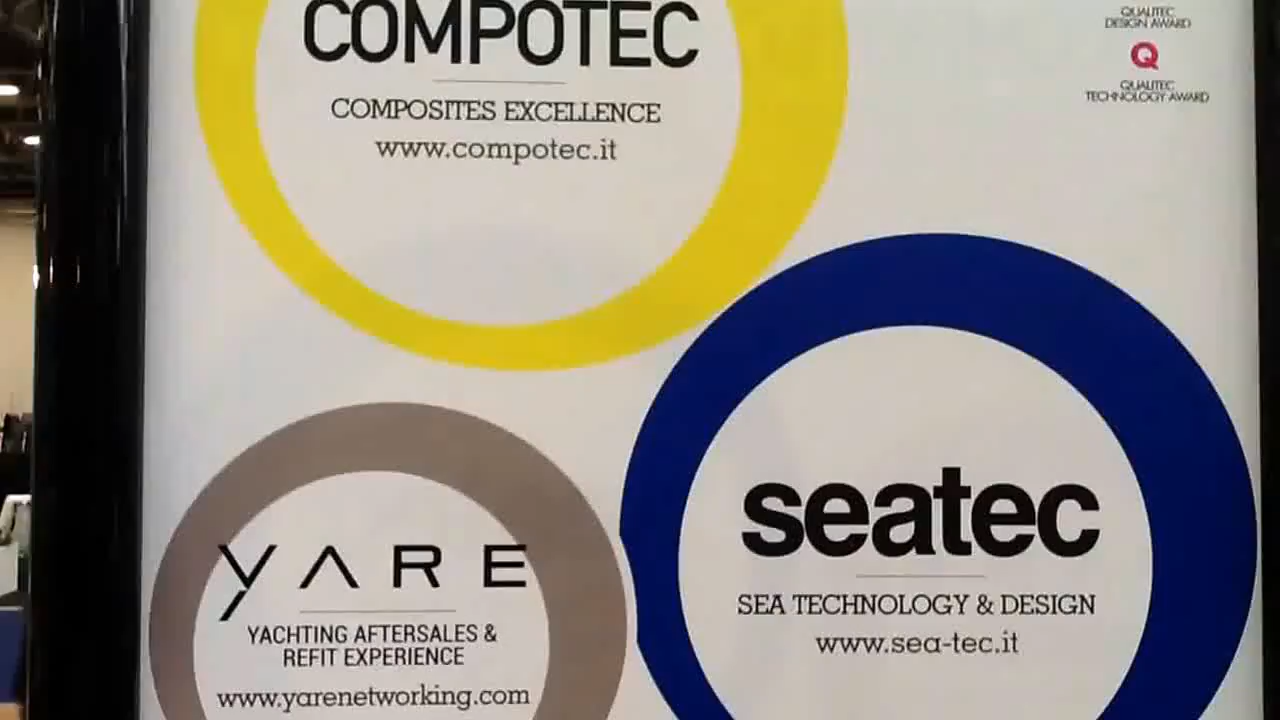 COMPOTEC
COMPOSITES EXCELLENCE
www.compotec.it
QUALITEC
DESIGN AWARD
Q
QUALITEC
TECHNOLOGY AWARD
seatec
SEA TECHNOLOGY & DESIGN
www.sea-tec.it
YARE
YACHTING AFTERSALES &
REFIT EXPERIENCE
www.yarenetworking.com